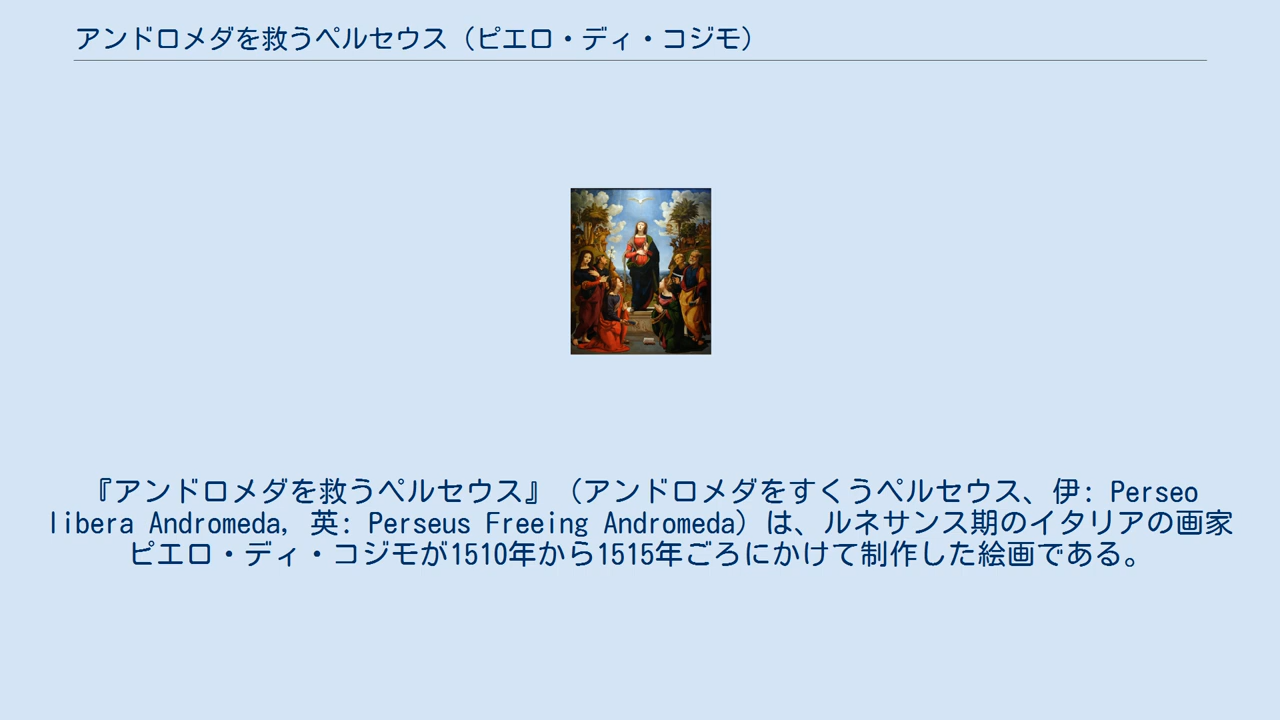 アンドロメダを救うペルセウス（ピエロ・ディ・コジモ）
『アンドロメダを救うペルセウス』（アンドロメダをすくうペルセウス、伊: Perseo
libera Andromeda, 英: Perseus Freeing Andromeda）は、ルネサンス期のイタリアの画家
ピエロ・ディ・コジモが1510年から1515年ごろにかけて制作した絵画である。